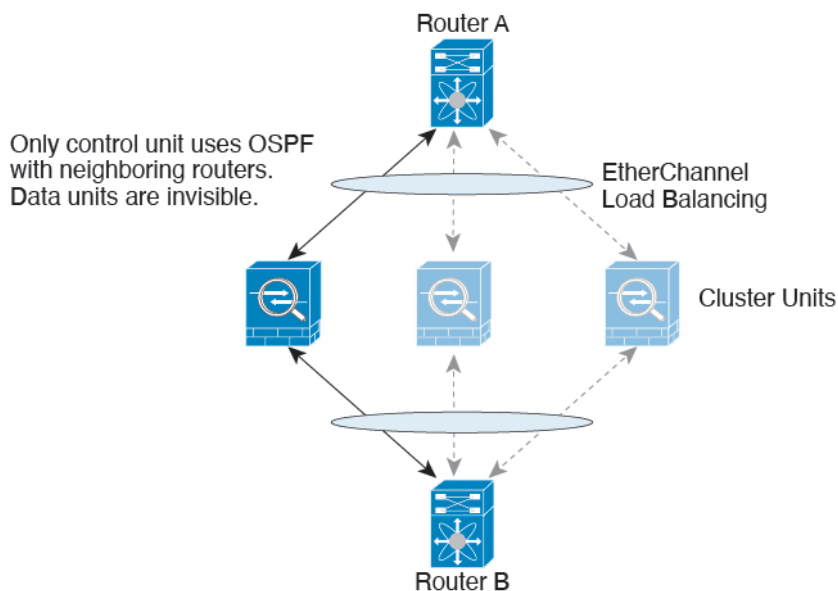 Router A
Only control unit uses OSPF
with neighboring routers.
Data units are invisible.
EtherChannel
Load Balancing
Cluster Units
Router B